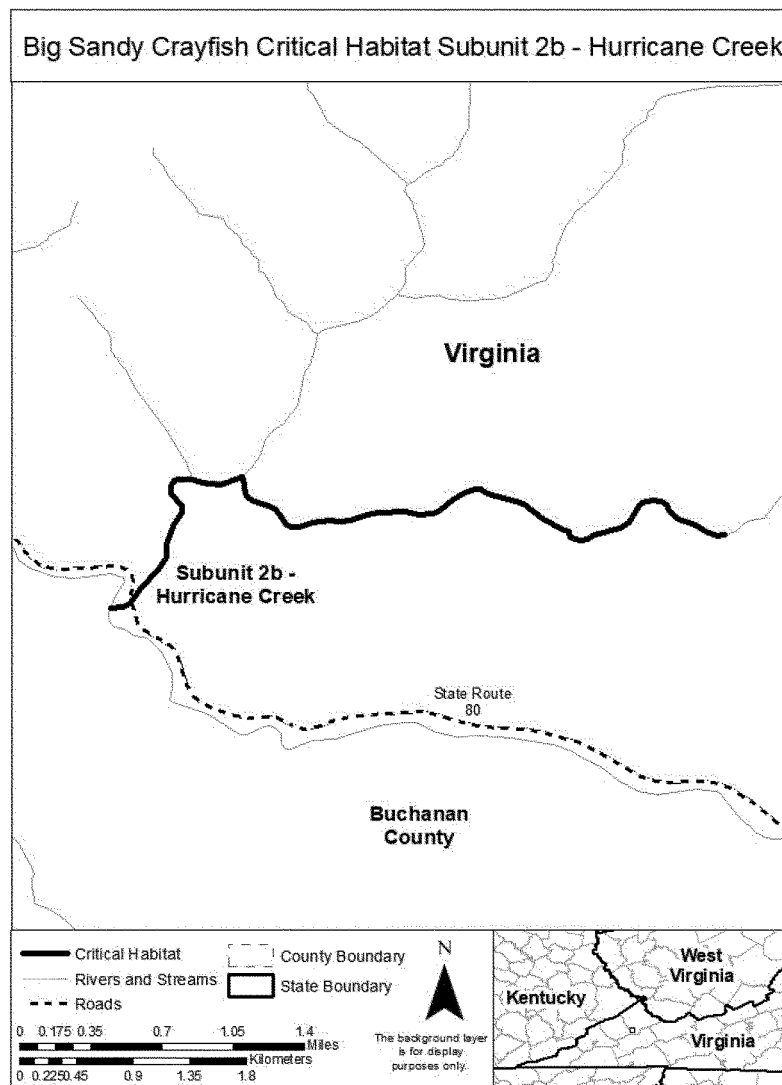 Big Sandy Crayfish Critical Habitat Subunit 2b - Hurricane Creek
Virginia
Subunit 2b -
Hurricane Creek
State Route
80
Buchanan
County
Critical Habitat
Rivers and Streams
Roads
County Boundary
State Boundary
0 0.175 0.35 0.7 1.05 1.4
Miles
Kilometers
0 0.225 0.45 0.9 1.35 1.8
N
The background layer
is for display
purposes only.
West
Virginia
Kentucky
Virginia